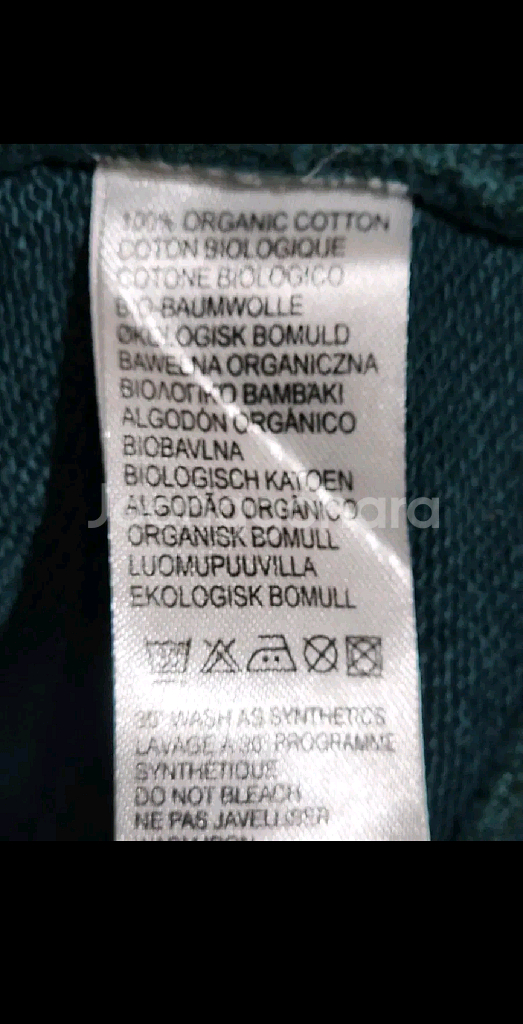 100% ORGANIC COTTON
COTON BIOLOGIQUE
COTONE BIOLOGICO
BIO-BAUMWOLLE
ØKOLOGISK BOMULD
BAWEŁNA ORGANICZNA
ΒΙΟΛΟΓΙΚΟ ΒΑΜΒΆΚΙ
ALGODÓN ORGÁNICO
BIOBAVLNA
BIOLOGISCH KATOEN
ALGODÃO ORGÂNICO
ORGANISK BOMULL
LUOMUPUUVILLA
EKOLOGISK BOMULL
30° WASH AS SYNTHETICS
LAVAGE A 30° PROGRAMME
SYNTHETIQUE
DO NOT BLEACH
NE PAS JAVELLISER